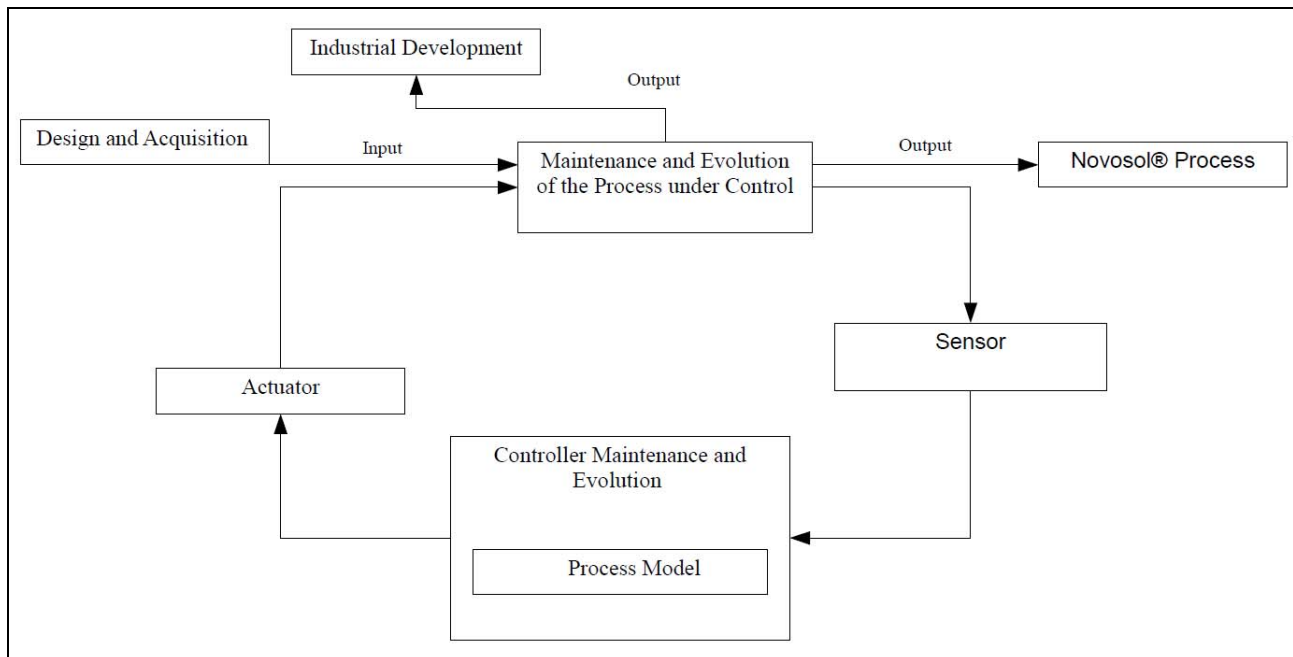 Industrial Development
Output
Design and Acquisition
Input
Maintenance and Evolution
of the Process under Control
Output
Novosol® Process
Sensor
Actuator
Controller Maintenance and
Evolution
Process Model